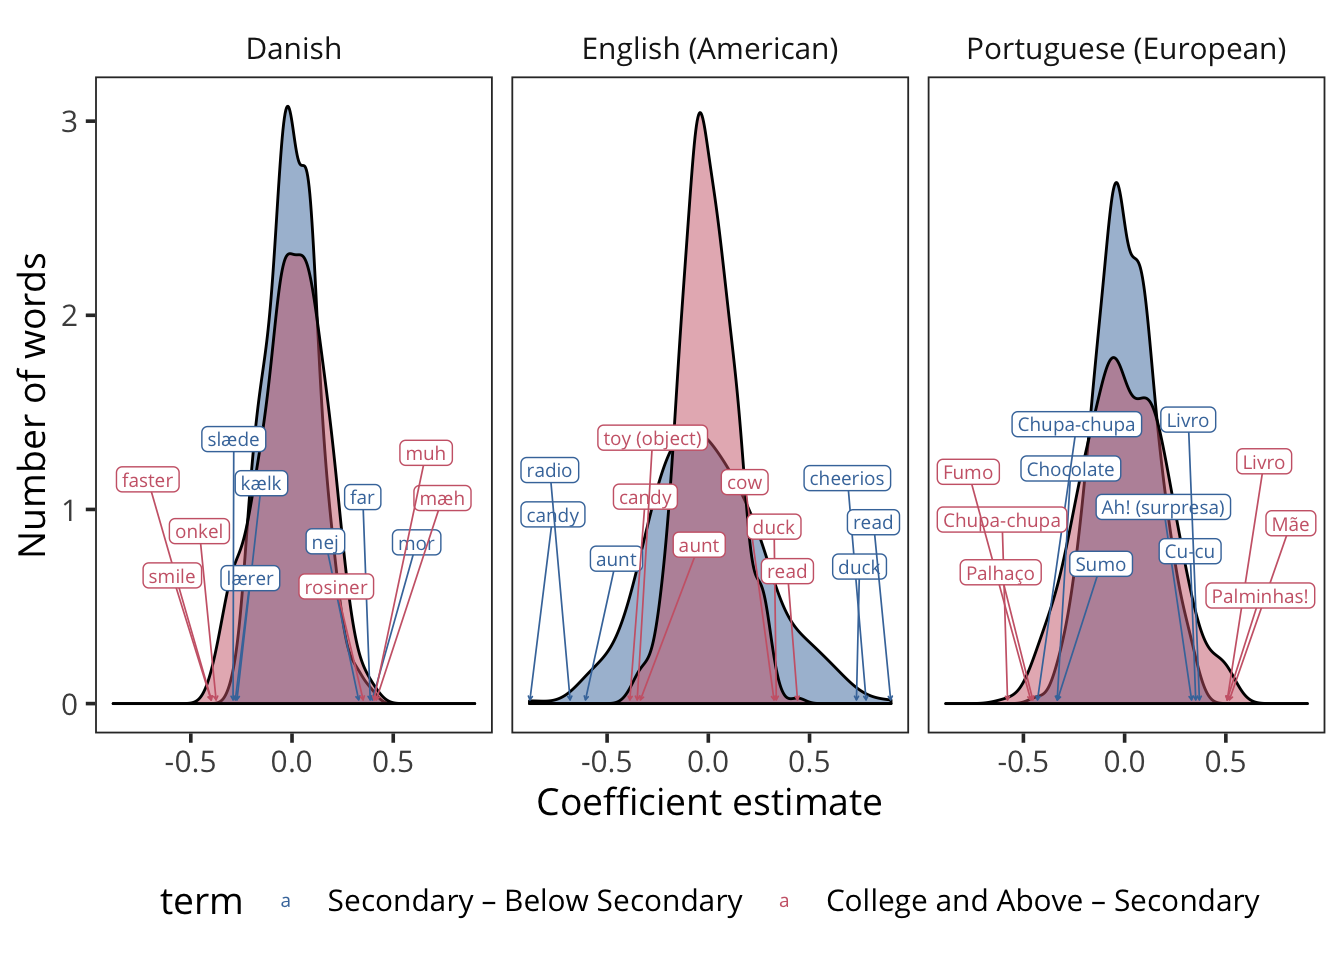 Danish
English (American)
Portuguese (European)
Number of words
3
2
1
0
slæde
faster
kælk
onkel
smile
lærer
muh
far
mæh
nej
mor
rosiner
toy (object)
radio
candy
candy
aunt
aunt
cow
cheerios
duck
read
read
duck
Chupa-chupa
Livro
Fumo
Chocolate
Livro
Chupa-chupa
Ah! (surpresa)
Mãe
Palhaço
Sumo
Cu-cu
Palminhas!
-0.5 0.0 0.5
-0.5 0.0 0.5
-0.5 0.0 0.5
Coefficient estimate
term a Secondary – Below Secondary a College and Above – Secondary